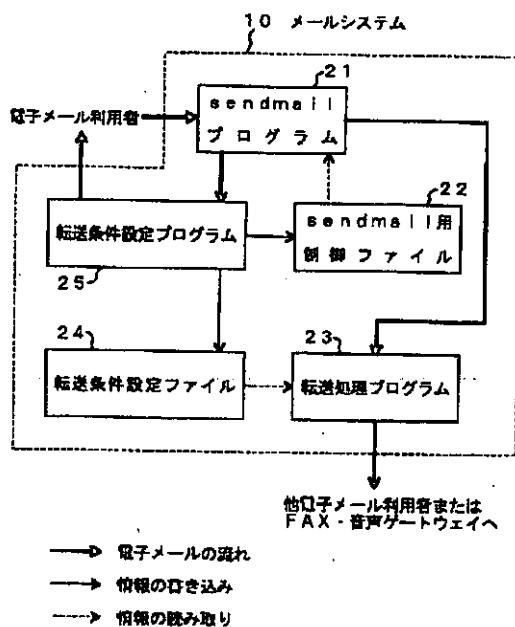 10 メールシステム
21
sendmail
プログラム
電子メール利用者
22
sendmail用
制御ファイル
転送条件設定プログラム
25
24
転送条件設定ファイル
23
転送処理プログラム
他電子メール利用者または
FAX・音声ゲートウェイへ
電子メールの流れ
情報の書き込み
情報の読み取り